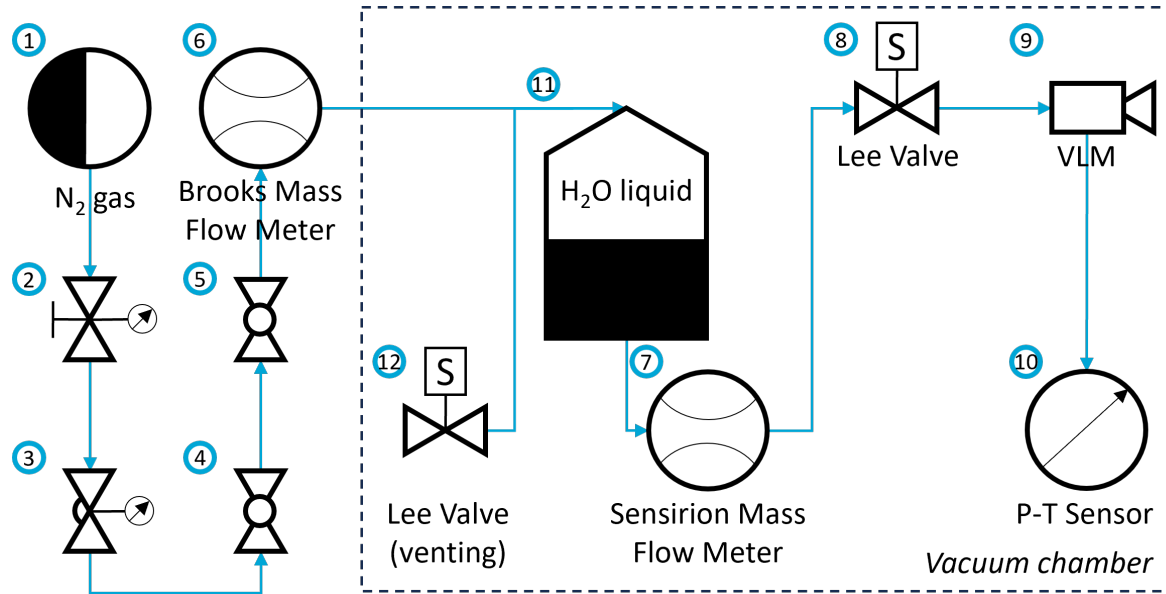 1
N₂ gas
2
3
4
5
6
Brooks Mass
Flow Meter
11
H₂O liquid
12
S
Lee Valve
(venting)
7
Sensirion Mass
Flow Meter
8
S
Lee Valve
9
VLM
10
P-T Sensor
Vacuum chamber